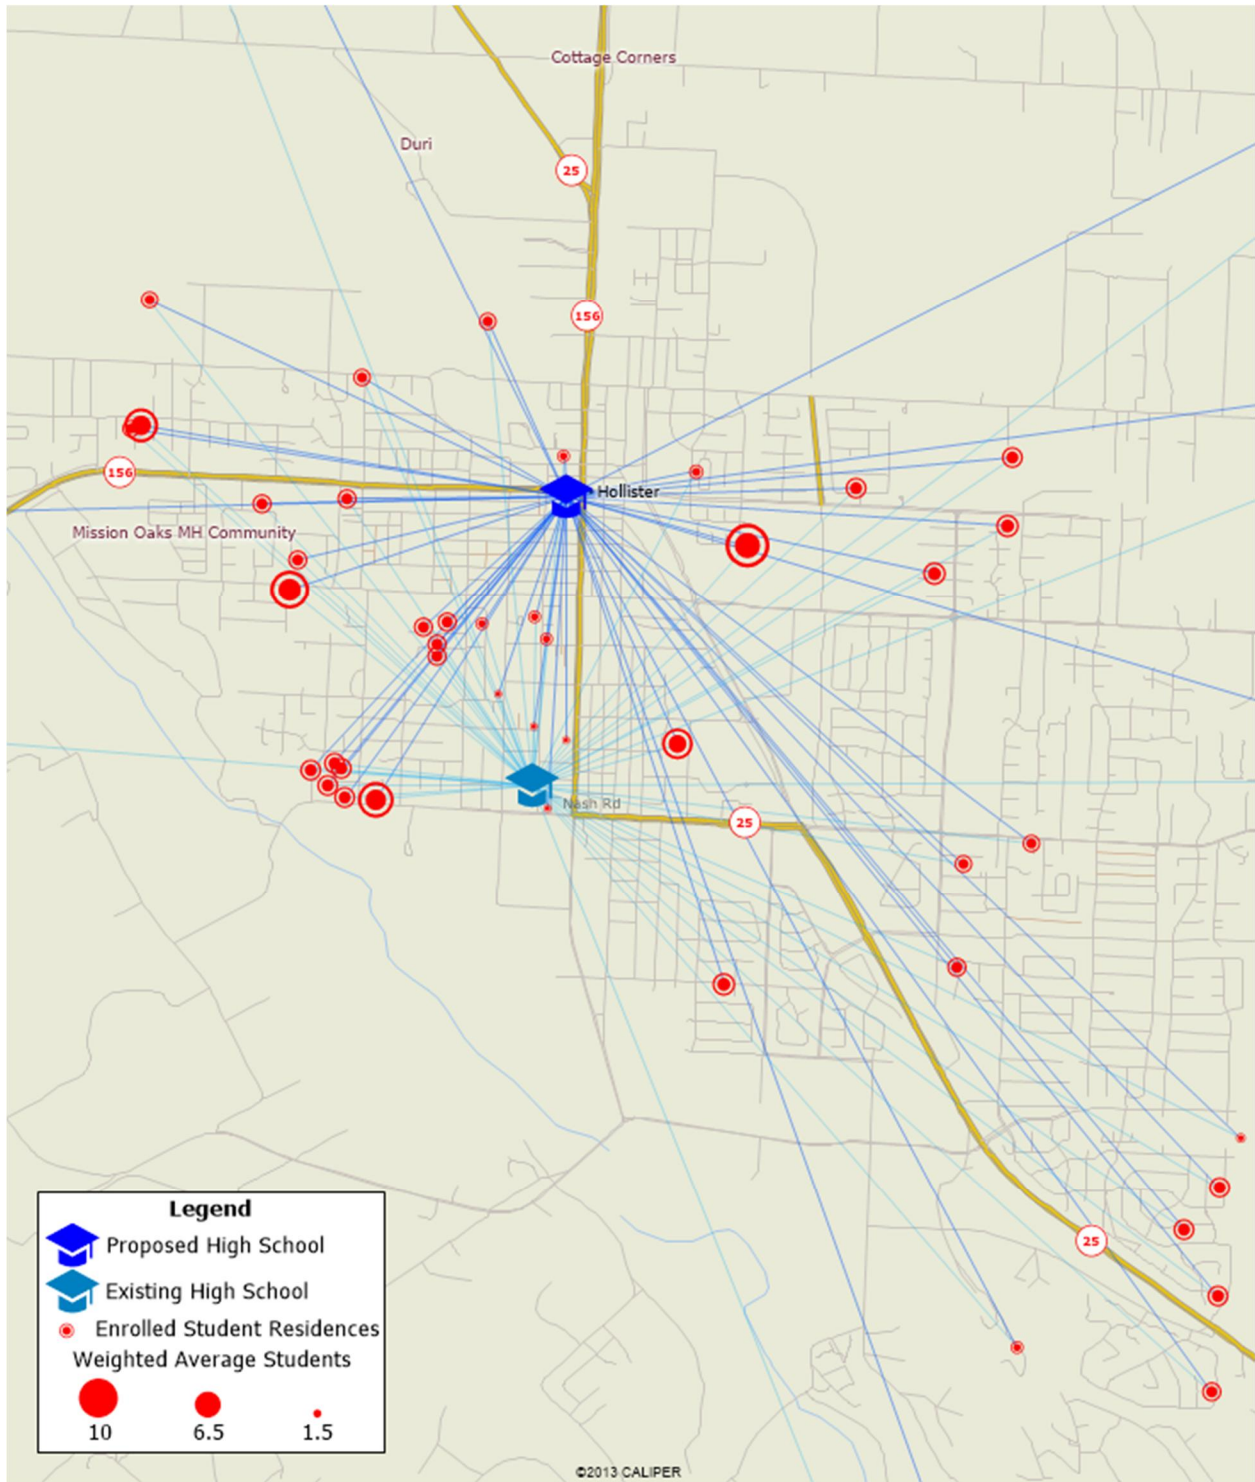 Cottage Corners
Duri
25
156
156
Hollister
Mission Oaks MH Community
Nash Rd
25
25
Legend
Proposed High School
Existing High School
Enrolled Student Residences
Weighted Average Students
10 6.5 1.5
©2013 CALIPER